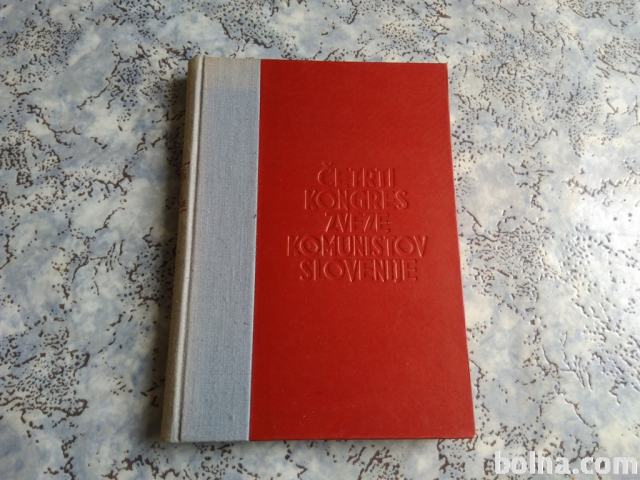 ČETRTI
KONGRES
ZVEZE
KOMUNISTOV
SLOVENIJE
bolha.com